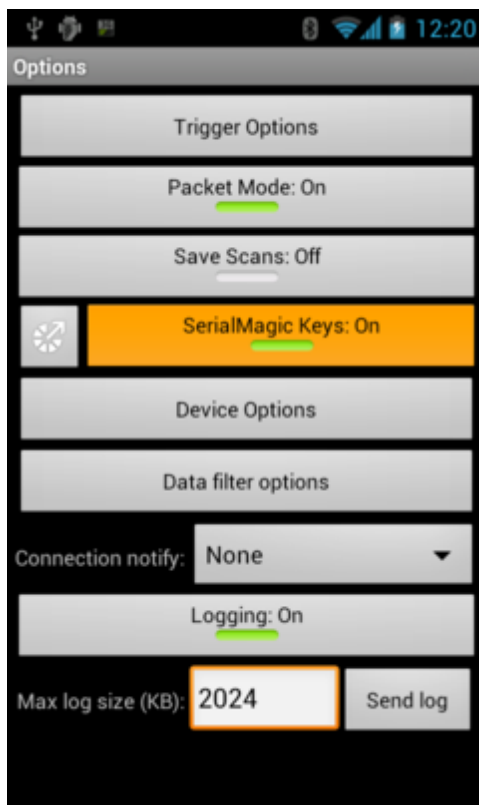 12:20
Options
Trigger Options
Packet Mode: On
Save Scans: Off
SerialMagic Keys: On
Device Options
Data filter options
Connection notify: None
Logging: On
Max log size (KB): 2024 Send log